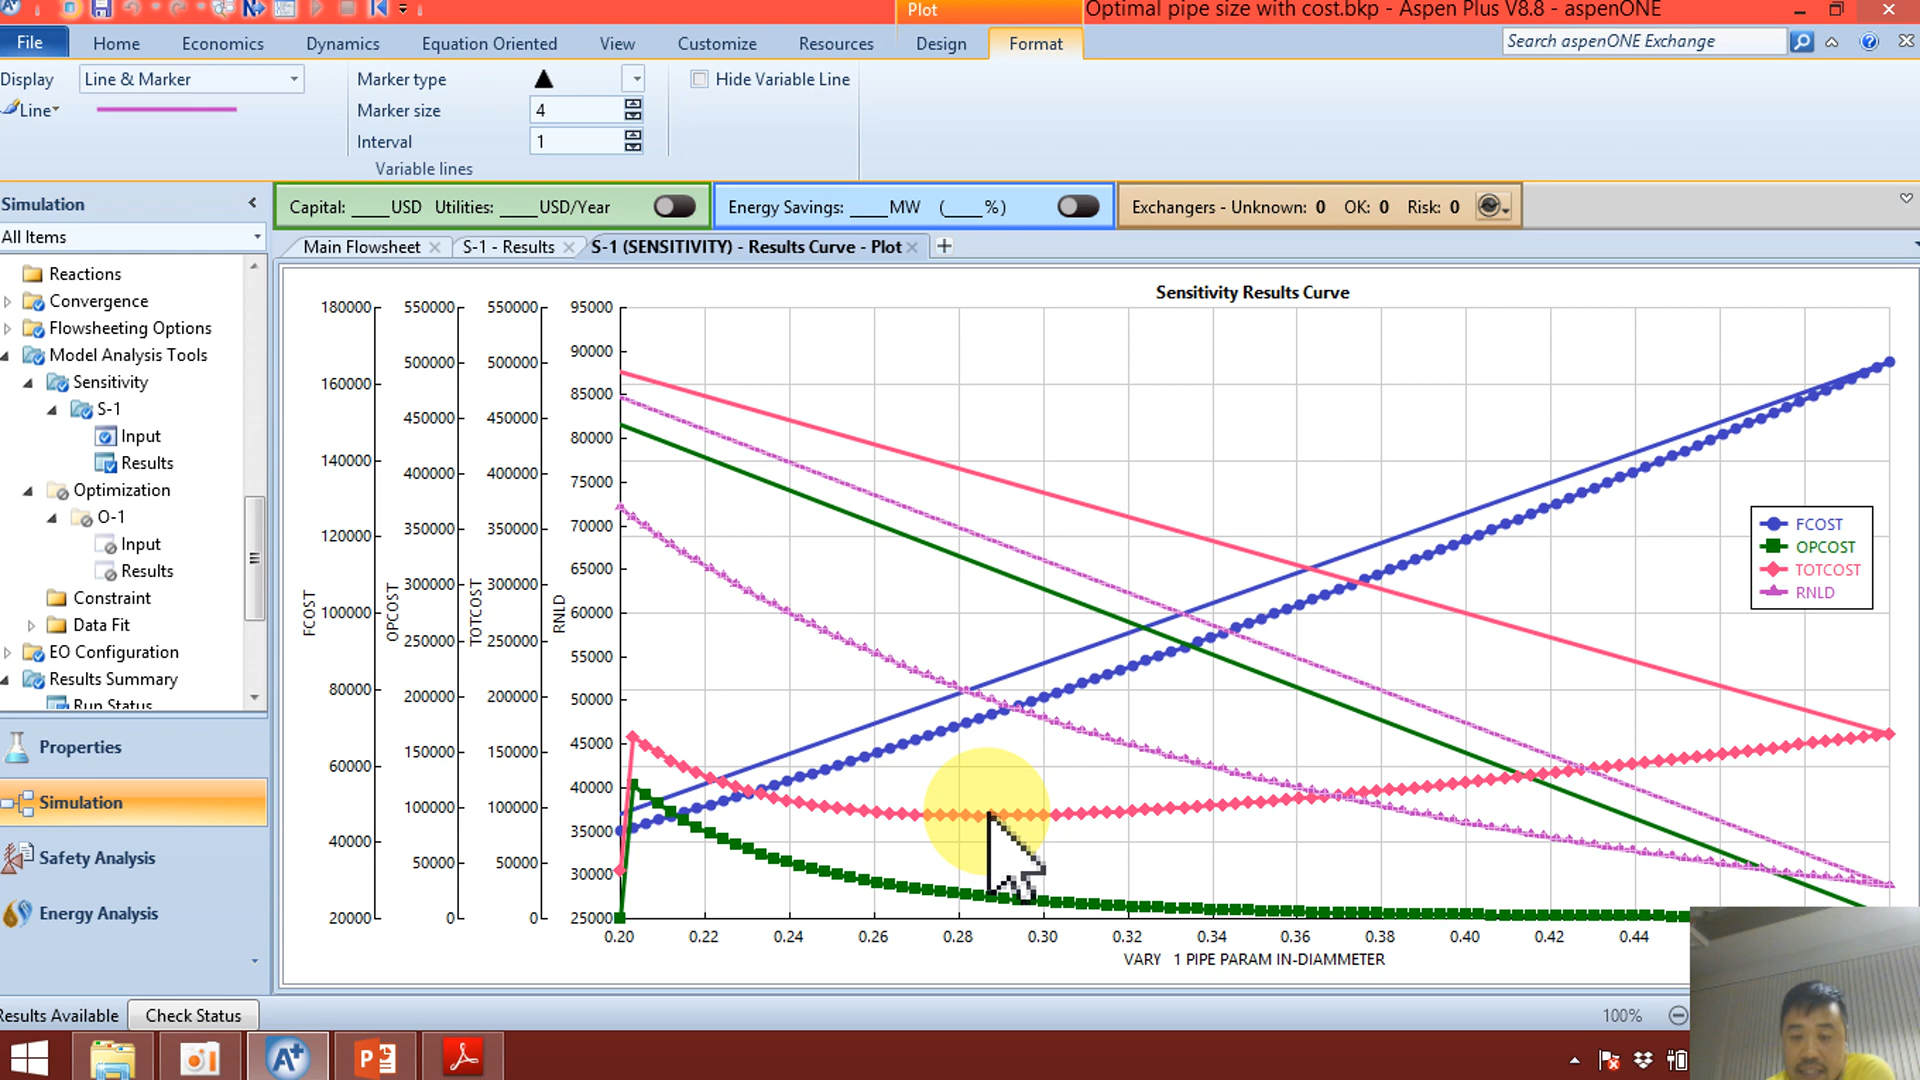 Plot
Optimal pipe size with cost.bkp - Aspen Plus V8.8 - aspenONE
File Home Economics Dynamics Equation Oriented View Customize Resources Design Format
Search aspenONE Exchange
Display Line & Marker
Line
Marker type
Marker size 4
Interval 1
Variable lines
Hide Variable Line
Simulation
All Items
Capital: ____USD Utilities: ____USD/Year
Energy Savings: ____MW (____%)
Exchangers - Unknown: 0 OK: 0 Risk: 0
Main Flowsheet
S-1 - Results
S-1 (SENSITIVITY) - Results Curve - Plot
Reactions
Convergence
Flowsheeting Options
Model Analysis Tools
Sensitivity
S-1
Input
Results
Optimization
O-1
Input
Results
Constraint
Data Fit
EO Configuration
Results Summary
Run Status
Properties
Simulation
Safety Analysis
Energy Analysis
Sensitivity Results Curve
180000
160000
140000
120000
100000
80000
60000
40000
20000
FCOST
550000
500000
450000
400000
350000
300000
250000
200000
150000
100000
50000
0
OPCOST
550000
500000
450000
400000
350000
300000
250000
200000
150000
100000
50000
0
TOTCOST
95000
90000
85000
80000
75000
70000
65000
60000
55000
50000
45000
40000
35000
30000
25000
RNLD
FCOST
OPCOST
TOTCOST
RNLD
0.20 0.22 0.24 0.26 0.28 0.30 0.32 0.34 0.36 0.38 0.40 0.42 0.44
VARY 1 PIPE PARAM IN-DIAMMETER
Results Available
Check Status
100%